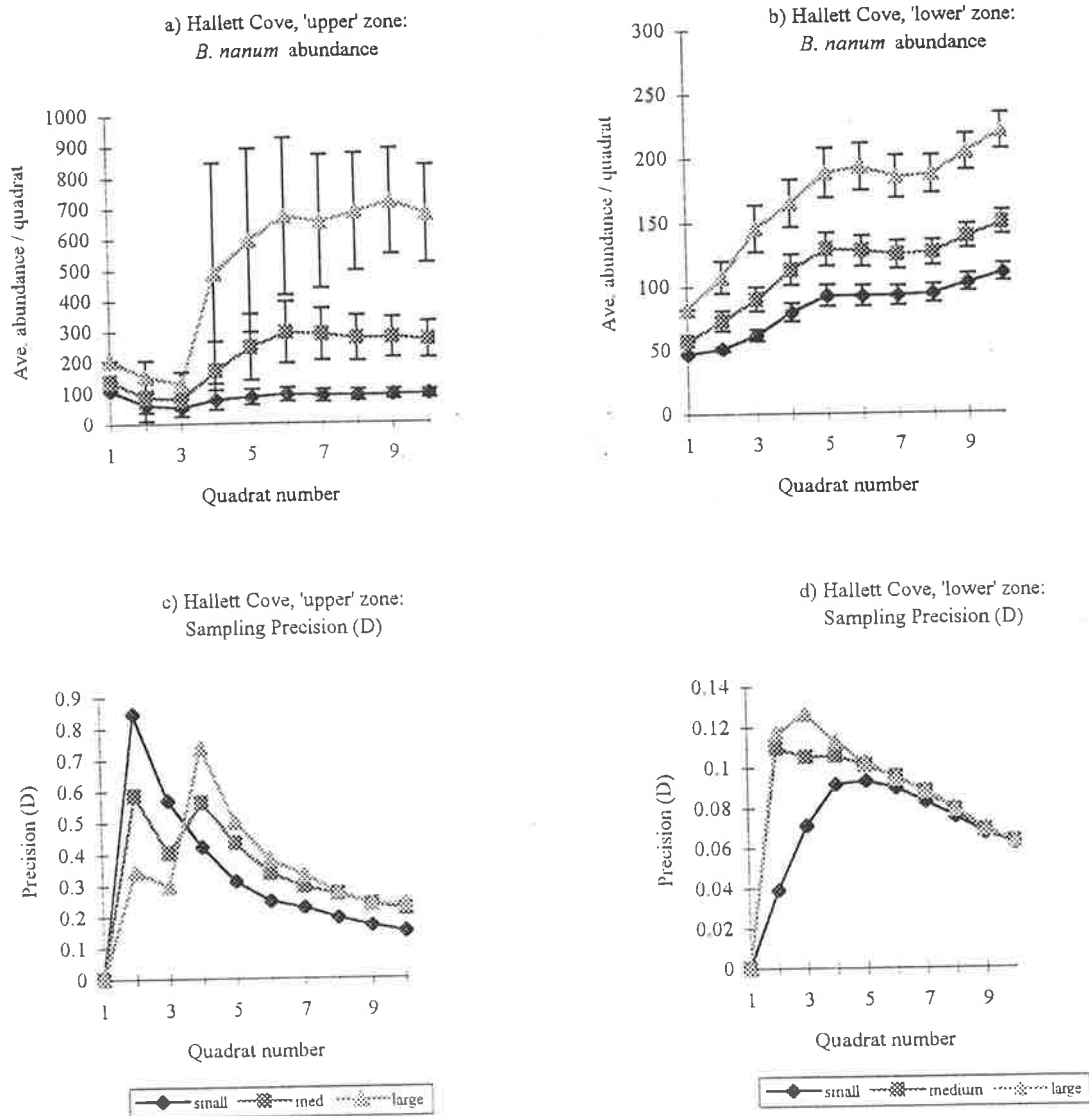 a) Hallett Cove, 'upper' zone:
B. nanum abundance
1000
900
800
700
600
500
400
300
200
100
0
Ave. abundance / quadrat
1 3 5 7 9
Quadrat number
b) Hallett Cove, 'lower' zone:
B. nanum abundance
300
250
200
150
100
50
0
Ave. abundance / quadrat
1 3 5 7 9
Quadrat number
c) Hallett Cove, 'upper' zone:
Sampling Precision (D)
0.9
0.8
0.7
0.6
0.5
0.4
0.3
0.2
0.1
0
Precision (D)
1 3 5 7 9
Quadrat number
small med large
d) Hallett Cove, 'lower' zone:
Sampling Precision (D)
0.14
0.12
0.1
0.08
0.06
0.04
0.02
0
Precision (D)
1 3 5 7 9
Quadrat number
small medium large